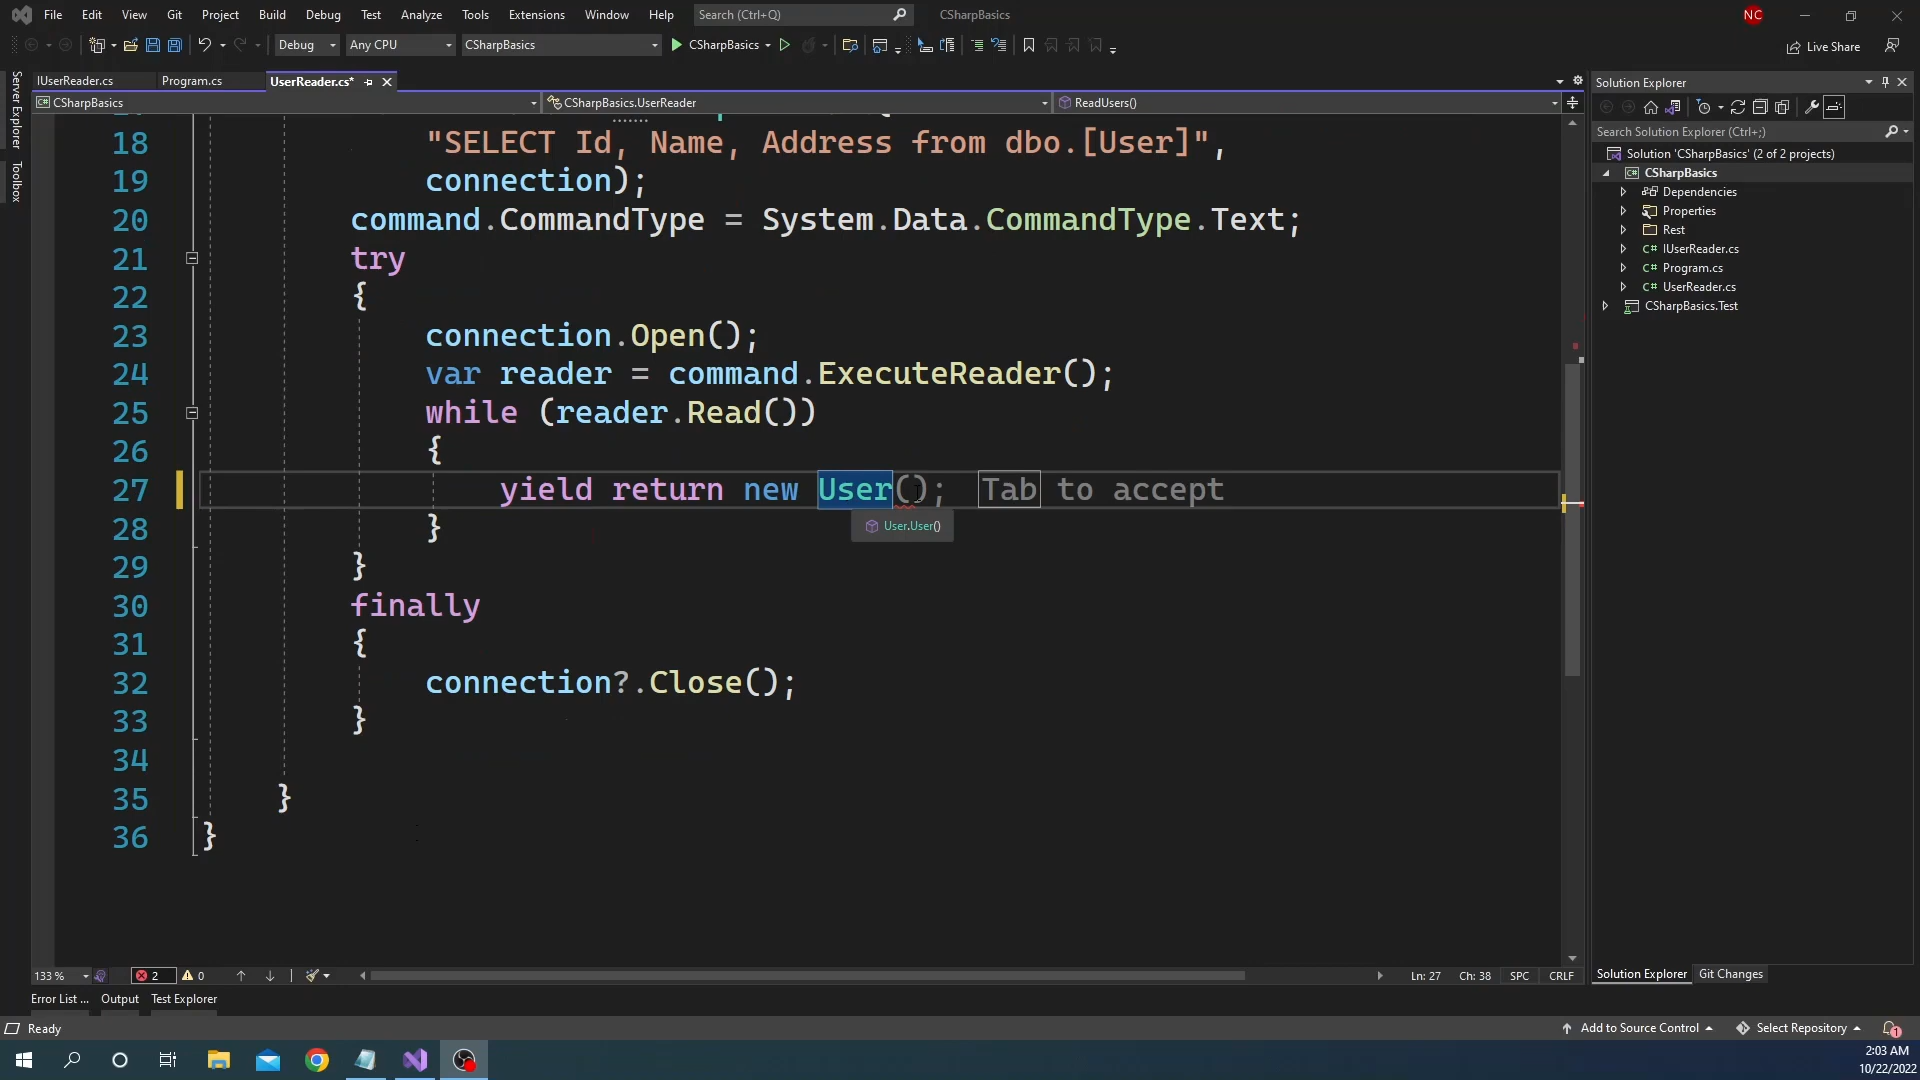 File Edit View Git Project Build Debug Test Analyze Tools Extensions Window Help Search (Ctrl+Q) CSharpBasics NC
Debug Any CPU CSharpBasics CSharpBasics Live Share
IUserReader.cs Program.cs UserReader.cs*
CSharpBasics CSharpBasics.UserReader ReadUsers()
Server Explorer
Toolbox
18 "SELECT Id, Name, Address from dbo.[User]",
19 connection);
20 command.CommandType = System.Data.CommandType.Text;
21 try
22 {
23 connection.Open();
24 var reader = command.ExecuteReader();
25 while (reader.Read())
26 {
27 yield return new User(); Tab to accept
User.User()
28 }
29 }
30 finally
31 {
32 connection?.Close();
33 }
34
35 }
36 }
Solution Explorer
Search Solution Explorer (Ctrl+;)
Solution 'CSharpBasics' (2 of 2 projects)
C# CSharpBasics
Dependencies
Properties
Rest
C# IUserReader.cs
C# Program.cs
C# UserReader.cs
CSharpBasics.Test
133 % 2 0 Ln: 27 Ch: 38 SPC CRLF
Solution Explorer Git Changes
Error List ... Output Test Explorer
Ready Add to Source Control Select Repository 1
2:03 AM
10/22/2022